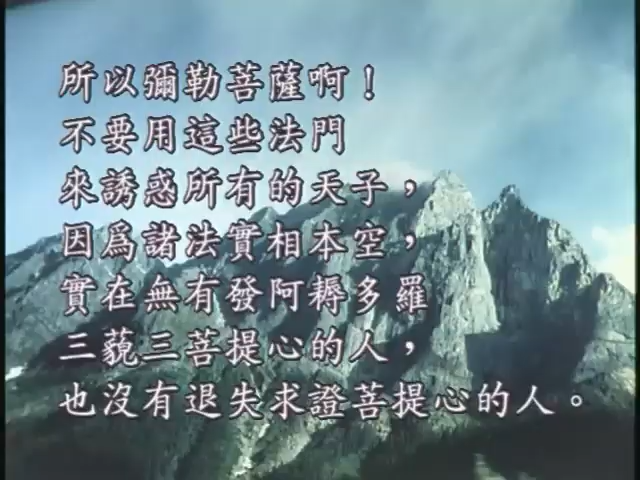 所以彌勒菩薩啊！
不要用這些法門
來誘惑所有的天子，
因爲諸法實相本空，
實在無有發阿耨多羅
三藐三菩提心的人，
也沒有退失求證菩提心的人。